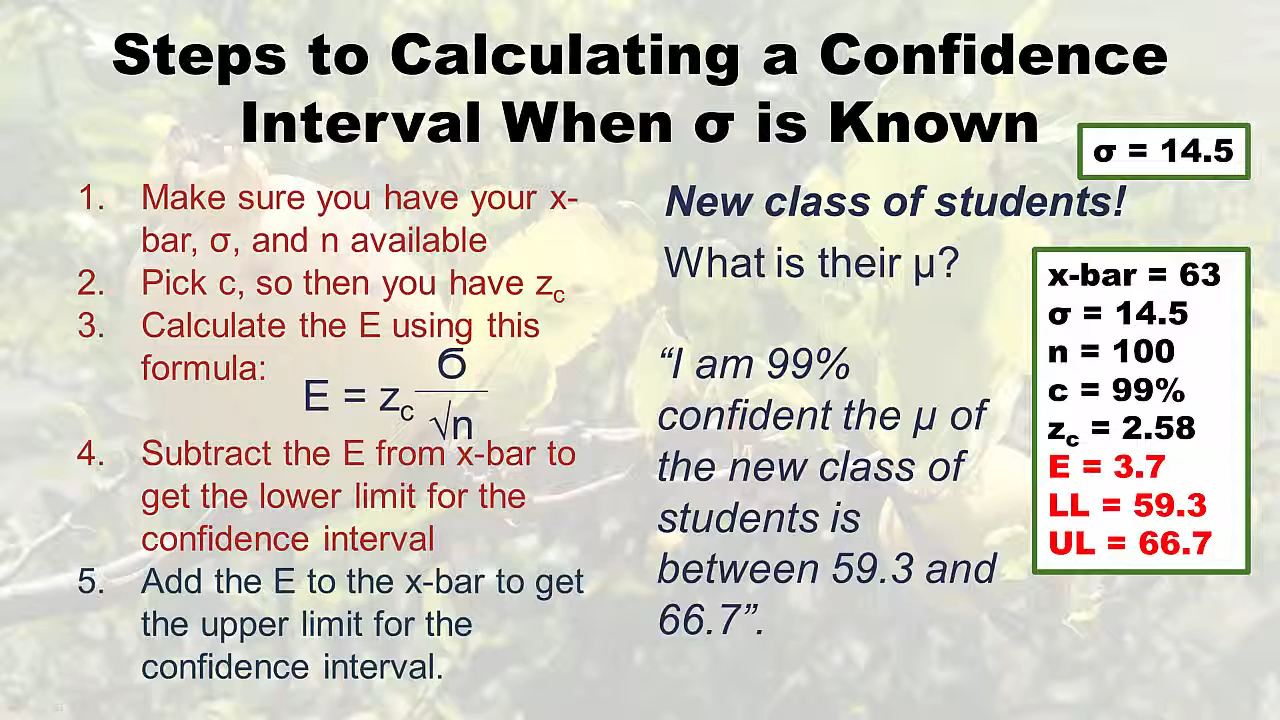 Steps to Calculating a Confidence
Interval When σ is Known
σ = 14.5
1. Make sure you have your x-
bar, σ, and n available
2. Pick c, so then you have zc
3. Calculate the E using this
formula:
E = zc σ
√n
4. Subtract the E from x-bar to
get the lower limit for the
confidence interval
5. Add the E to the x-bar to get
the upper limit for the
confidence interval.
New class of students!
What is their μ?
“I am 99%
confident the μ of
the new class of
students is
between 59.3 and
66.7”.
x-bar = 63
σ = 14.5
n = 100
c = 99%
zc = 2.58
E = 3.7
LL = 59.3
UL = 66.7